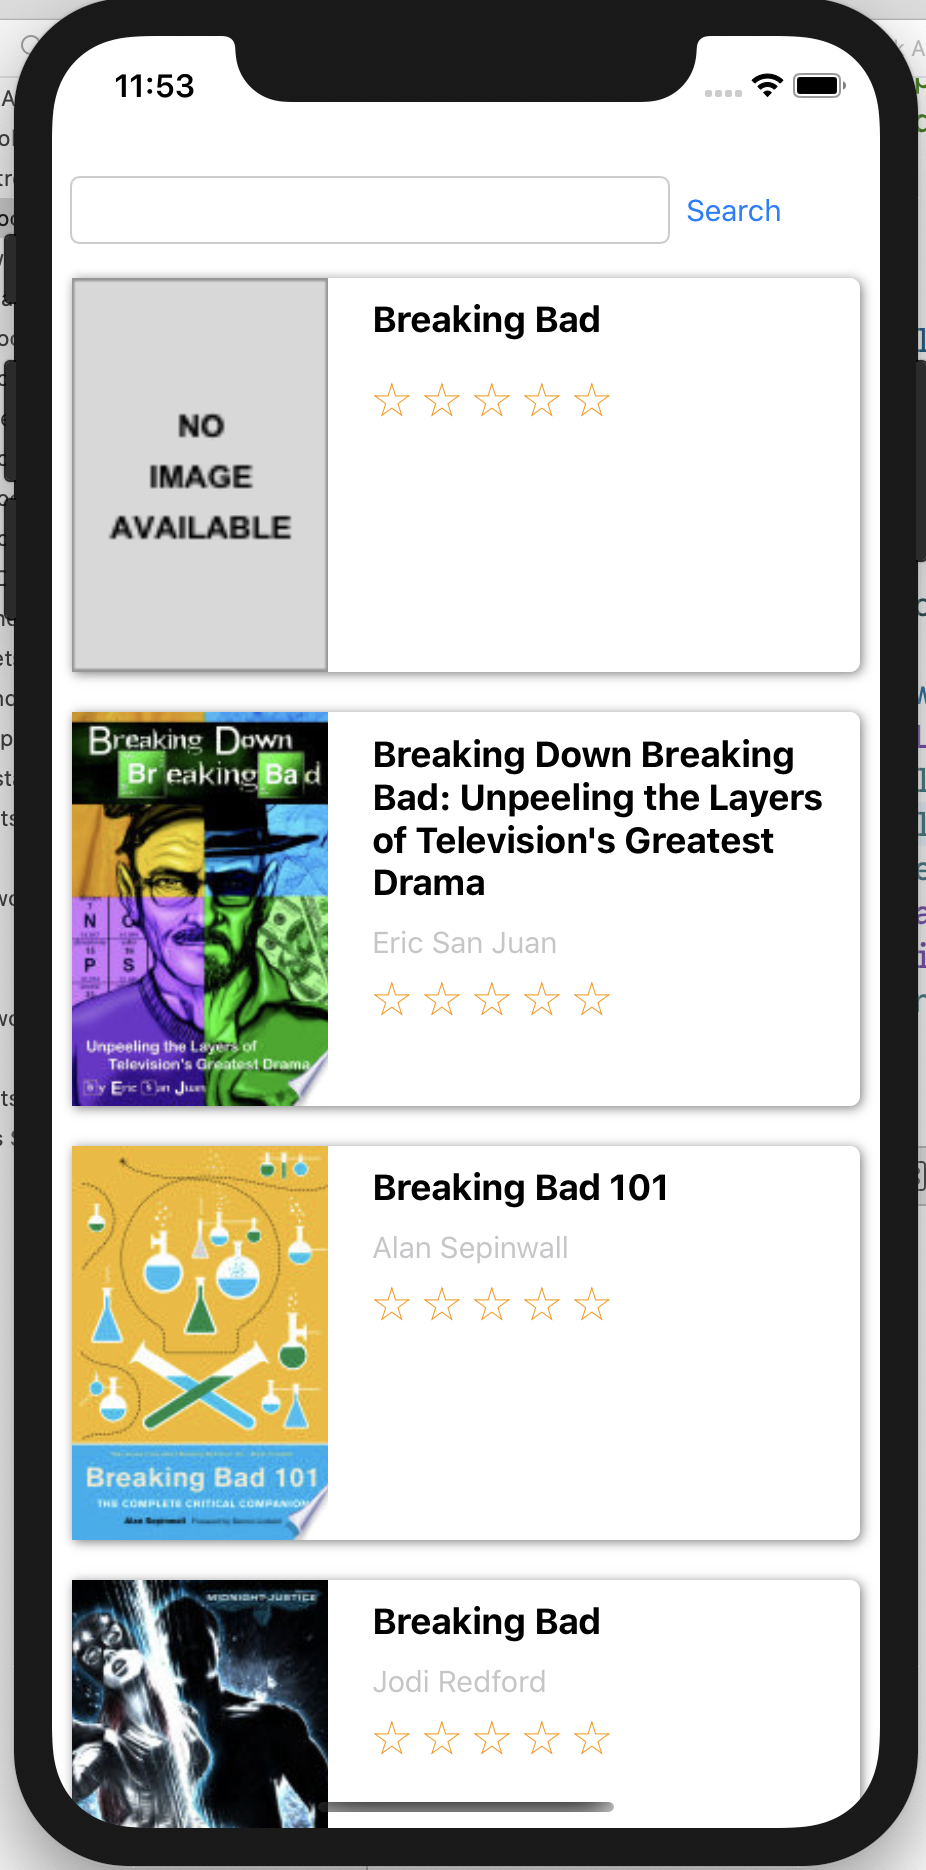 11:53
Search
NO
IMAGE
AVAILABLE
Breaking Bad
Breaking Down
Breaking Bad
N
P S
Unpeeling the Layers of
Television's Greatest Drama
By Eric San Juan
Breaking Down Breaking
Bad: Unpeeling the Layers
of Television's Greatest
Drama
Eric San Juan
Breaking Bad 101
THE COMPLETE CRITICAL COMPANION
Alan Sepinwall
Breaking Bad 101
Alan Sepinwall
MIDNIGHT JUSTICE
Breaking Bad
Jodi Redford